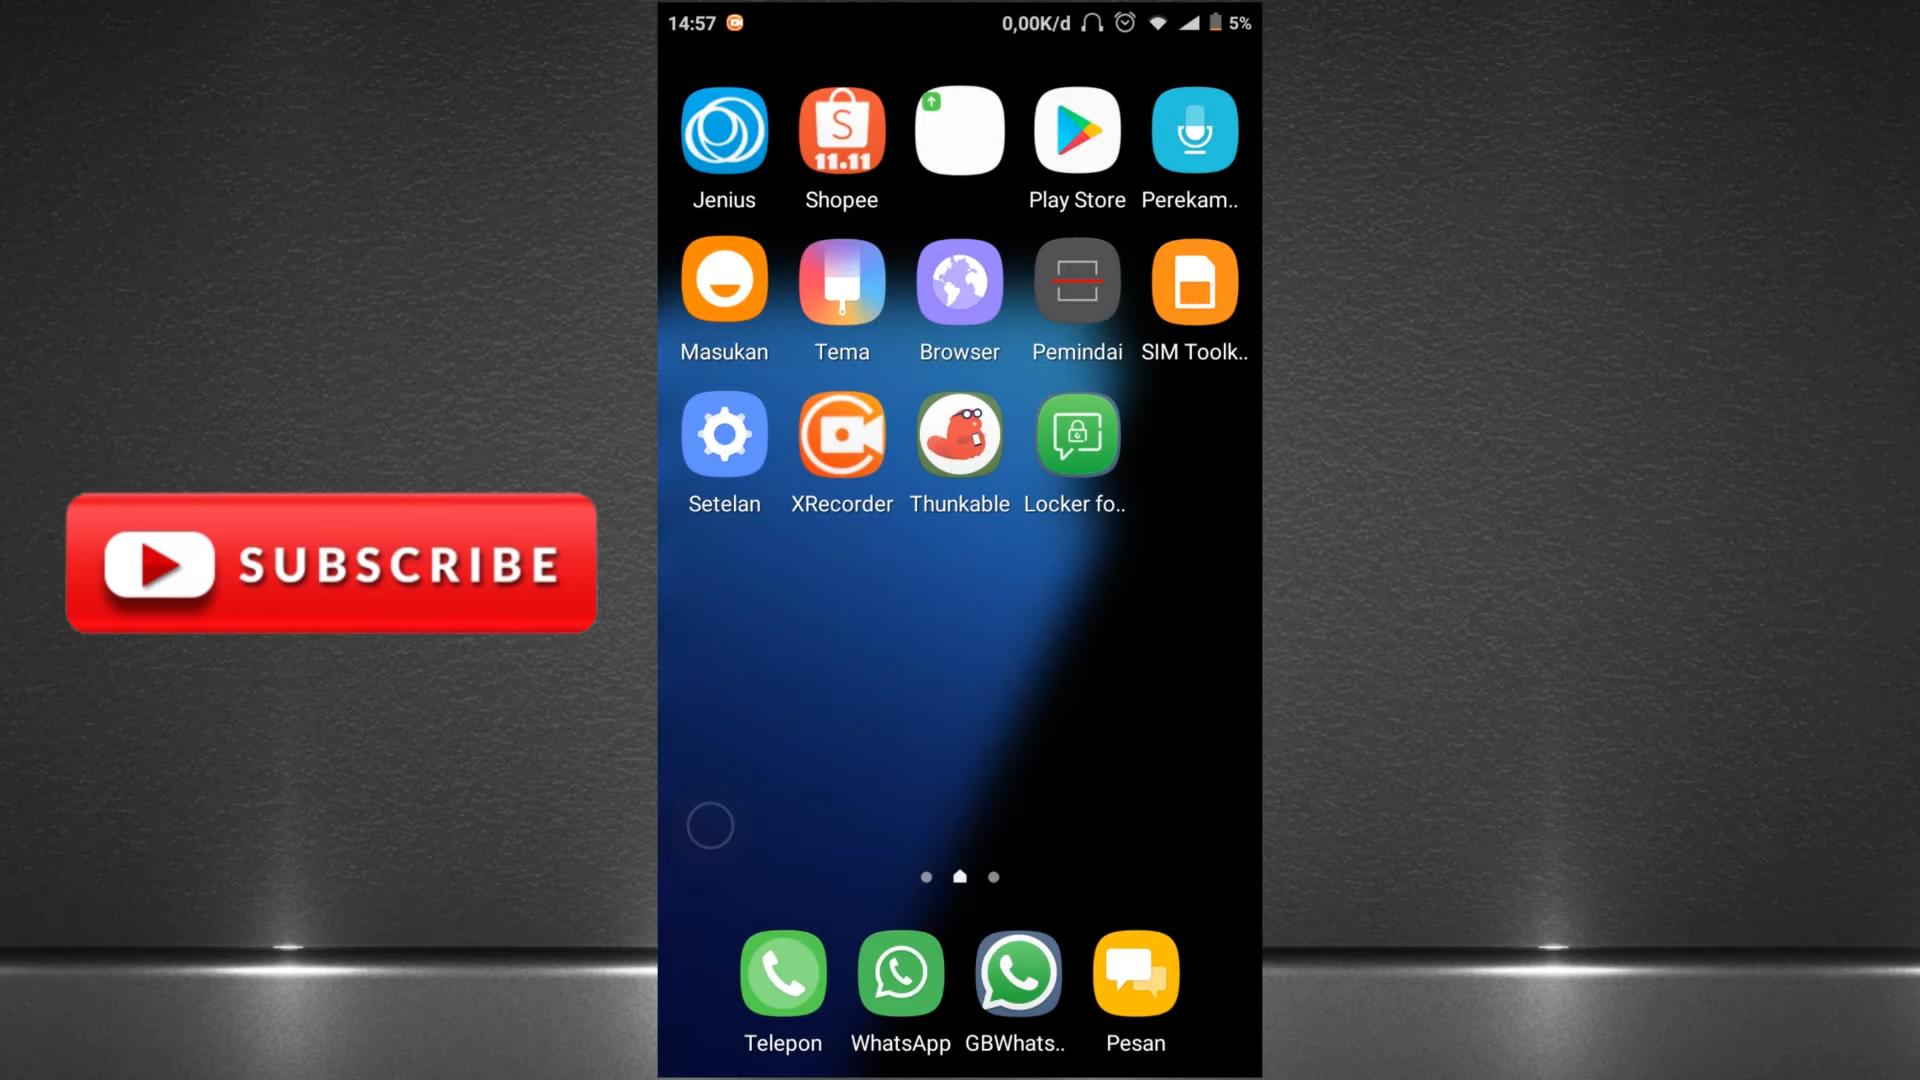 14:57 0,00K/d 5%
S
11.11
Jenius Shopee Play Store Perekam..
Masukan Tema Browser Pemindai SIM Toolk..
Setelan XRecorder Thunkable Locker fo..
SUBSCRIBE
Telepon WhatsApp GBWhats.. Pesan